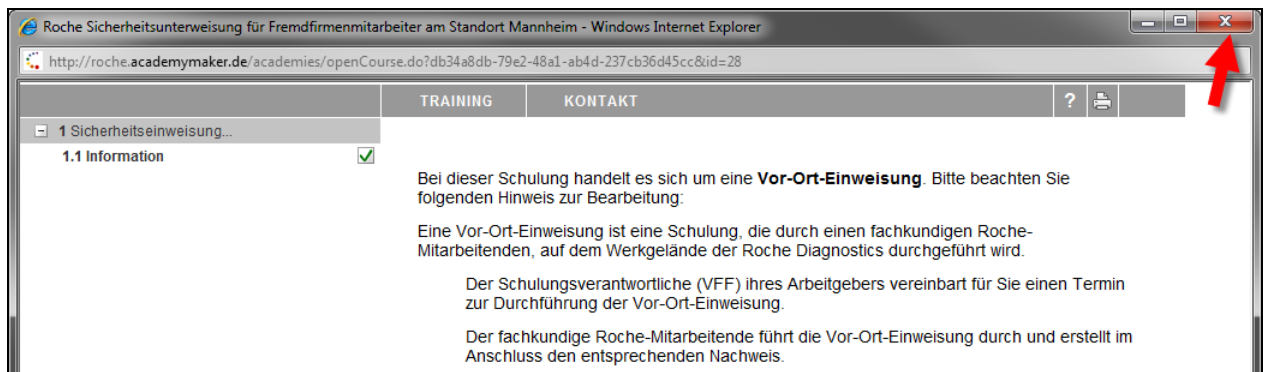 Roche Sicherheitsunterweisung für Fremdfirmenmitarbeiter am Standort Mannheim - Windows Internet Explorer
http://roche.academymaker.de/academies/openCourse.do?db34a8db-79e2-48a1-ab4d-237cb36d45cc&id=28
TRAINING KONTAKT ?
1 Sicherheitseinweisung...
1.1 Information
Bei dieser Schulung handelt es sich um eine Vor-Ort-Einweisung. Bitte beachten Sie
folgenden Hinweis zur Bearbeitung:
Eine Vor-Ort-Einweisung ist eine Schulung, die durch einen fachkundigen Roche-
Mitarbeitenden, auf dem Werkgelände der Roche Diagnostics durchgeführt wird.
Der Schulungsverantwortliche (VFF) ihres Arbeitgebers vereinbart für Sie einen Termin
zur Durchführung der Vor-Ort-Einweisung.
Der fachkundige Roche-Mitarbeitende führt die Vor-Ort-Einweisung durch und erstellt im
Anschluss den entsprechenden Nachweis.